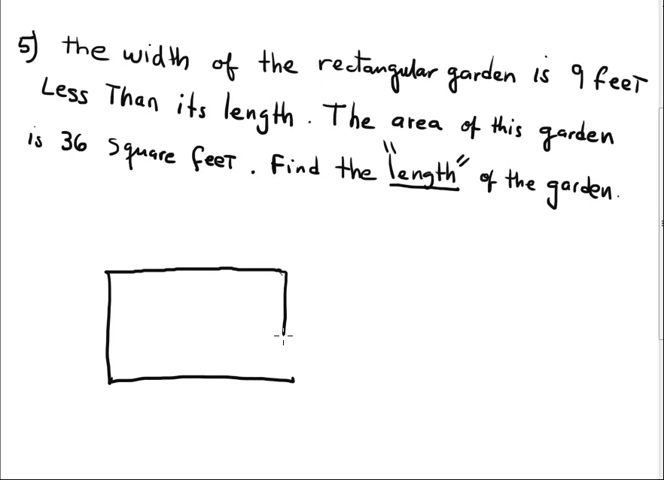 5) the width of the rectangular garden is 9 feet
Less Than its length. The area of this garden
is 36 square feet. Find the "length" of the garden.